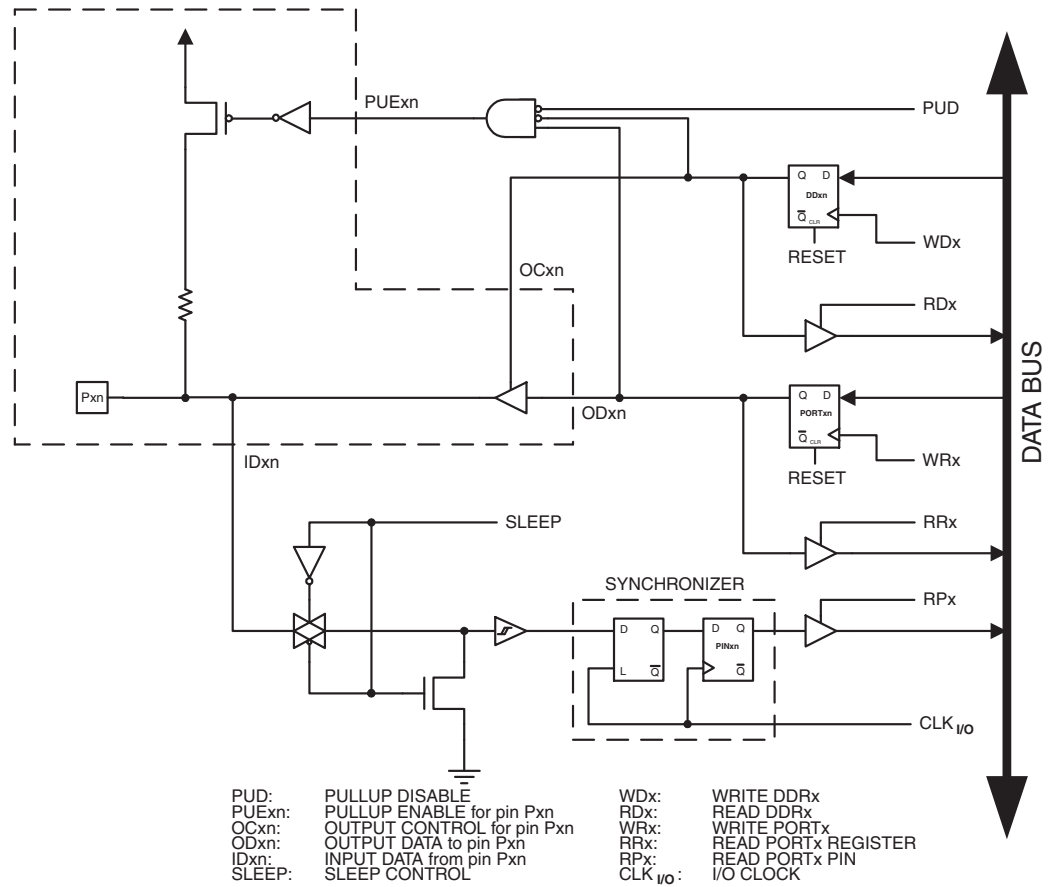 PUExn
PUD
Q D
DDxn
Q CLR
RESET
WDx
OCxn
RDx
Pxn
ODxn
Q D
PORTxn
Q CLR
RESET
WRx
IDxn
SLEEP
RRx
SYNCHRONIZER
RPx
D Q
L Q
D Q
PINxn
Q
CLK I/O
DATA BUS
PUD: PULLUP DISABLE
PUExn: PULLUP ENABLE for pin Pxn
OCxn: OUTPUT CONTROL for pin Pxn
ODxn: OUTPUT DATA to pin Pxn
IDxn: INPUT DATA from pin Pxn
SLEEP: SLEEP CONTROL
WDx: WRITE DDRx
RDx: READ DDRx
WRx: WRITE PORTx
RRx: READ PORTx REGISTER
RPx: READ PORTx PIN
CLK I/O: I/O CLOCK